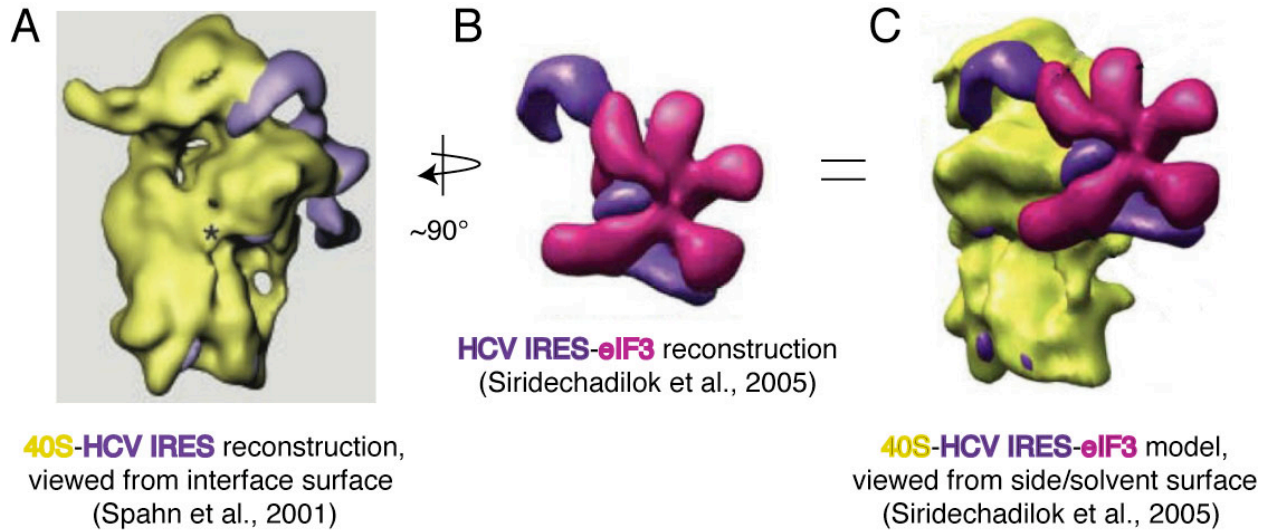 A
B
C
*
~90°
=
HCV IRES-eIF3 reconstruction
(Siridechadilok et al., 2005)
40S-HCV IRES reconstruction,
viewed from interface surface
(Spahn et al., 2001)
40S-HCV IRES-eIF3 model,
viewed from side/solvent surface
(Siridechadilok et al., 2005)